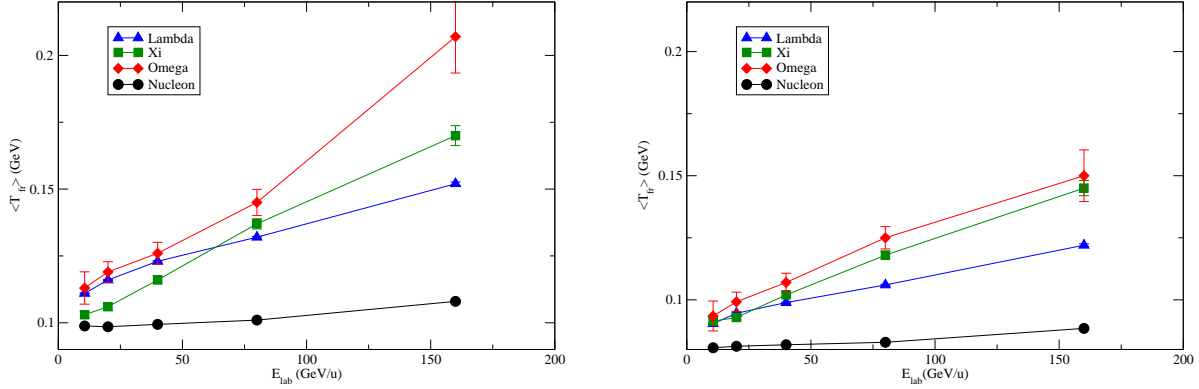 Lambda
Xi
Omega
Nucleon
<T_fr> (GeV)
0.2
0.15
0.1
0 50 100 150 200
E_lab (GeV/u)
Lambda
Xi
Omega
Nucleon
<T_fr> (GeV)
0.2
0.15
0.1
0 50 100 150 200
E_lab (GeV/u)